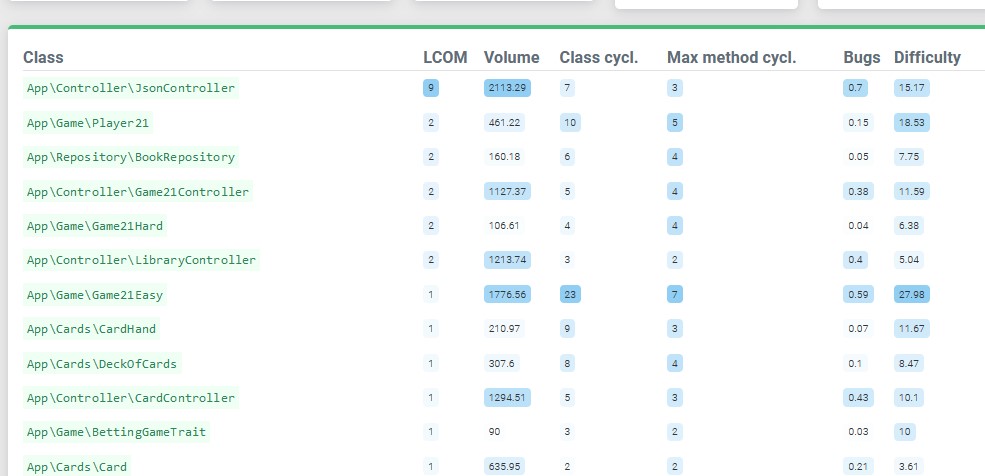 Class LCOM Volume Class cycl. Max method cycl. Bugs Difficulty
App\Controller\JsonController 9 2113.29 7 3 0.7 15.17
App\Game\Player21 2 461.22 10 5 0.15 18.53
App\Repository\BookRepository 2 160.18 6 4 0.05 7.75
App\Controller\Game21Controller 2 1127.37 5 4 0.38 11.59
App\Game\Game21Hard 2 106.61 4 4 0.04 6.38
App\Controller\LibraryController 2 1213.74 3 2 0.4 5.04
App\Game\Game21Easy 1 1776.56 23 7 0.59 27.98
App\Cards\CardHand 1 210.97 9 3 0.07 11.67
App\Cards\DeckOfCards 1 307.6 8 4 0.1 8.47
App\Controller\CardController 1 1294.51 5 3 0.43 10.1
App\Game\BettingGameTrait 1 90 3 2 0.03 10
App\Cards\Card 1 635.95 2 2 0.21 3.61